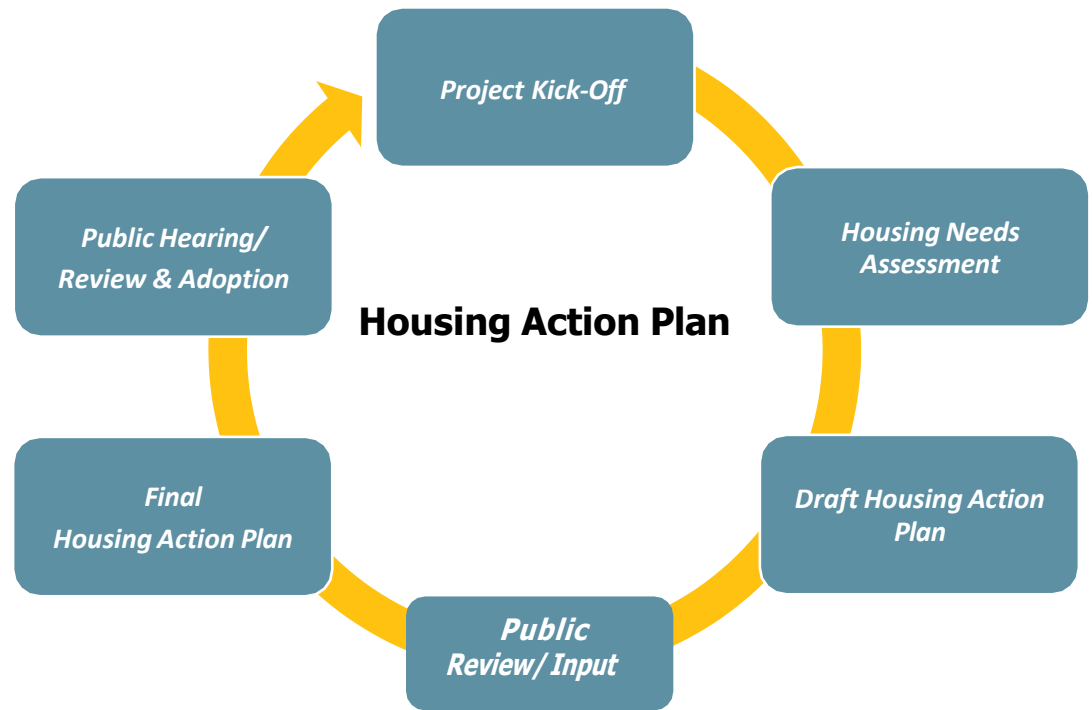 Project Kick-Off
Housing Needs
Assessment
Draft Housing Action
Plan
Public
Review/ Input
Final
Housing Action Plan
Public Hearing/
Review & Adoption
Housing Action Plan